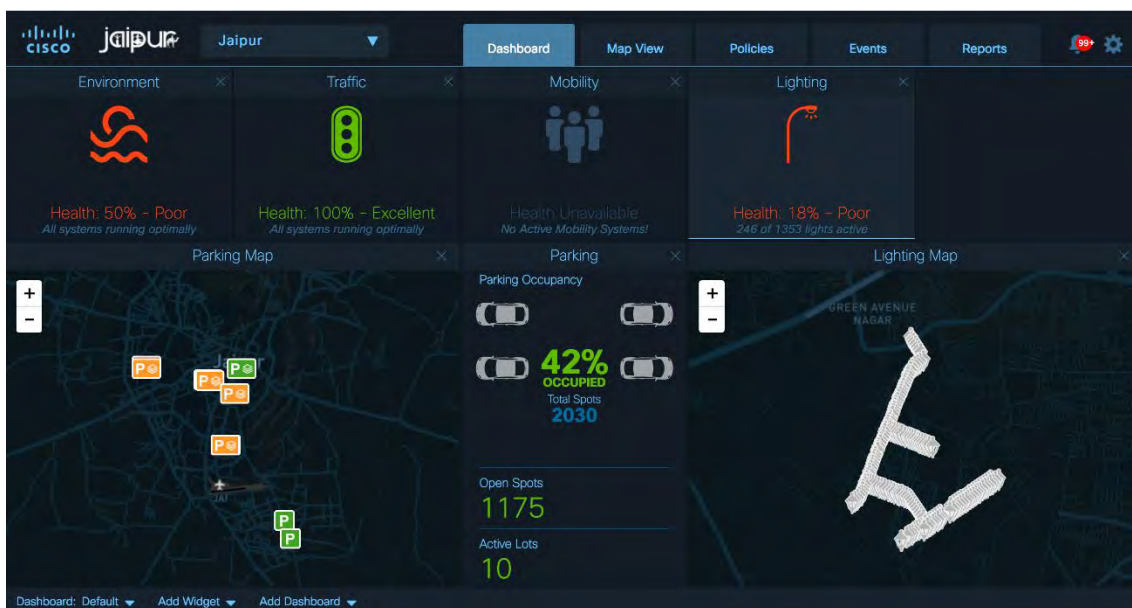 CISCO
jaipur
Jaipur
Dashboard
Map View
Policies
Events
Reports
99+
Environment
Health: 50% - Poor
All systems running optimally
Traffic
Health: 100% - Excellent
All systems running optimally
Mobility
Health Unavailable
No Active Mobility Systems!
Lighting
Health: 18% - Poor
246 of 1353 lights active
Parking Map
+
−
Jaipur
P
P
P
P
P
JAI
P
P
Parking
Parking Occupancy
42%
OCCUPIED
Total Spots
2030
Open Spots
1175
Active Lots
10
Lighting Map
+
−
GREEN AVENUE
NAGAR
Dashboard: Default
Add Widget
Add Dashboard